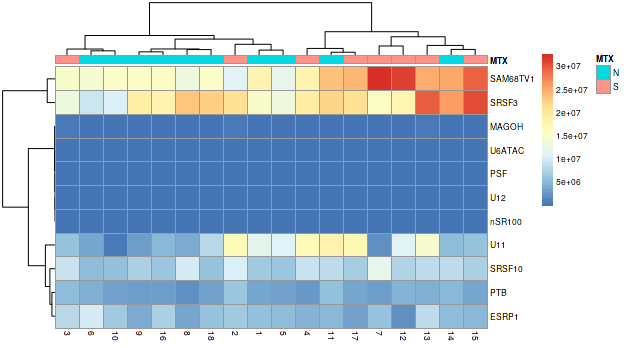 MTX
SAM68TV1
SRSF3
MAGOH
U6ATAC
PSF
U12
nSR100
U11
SRSF10
PTB
ESRP1
3 6 10 9 16 8 18 2 1 5 4 11 17 7 12 13 14 15
3e+07
2.5e+07
2e+07
1.5e+07
1e+07
5e+06
MTX
N
S